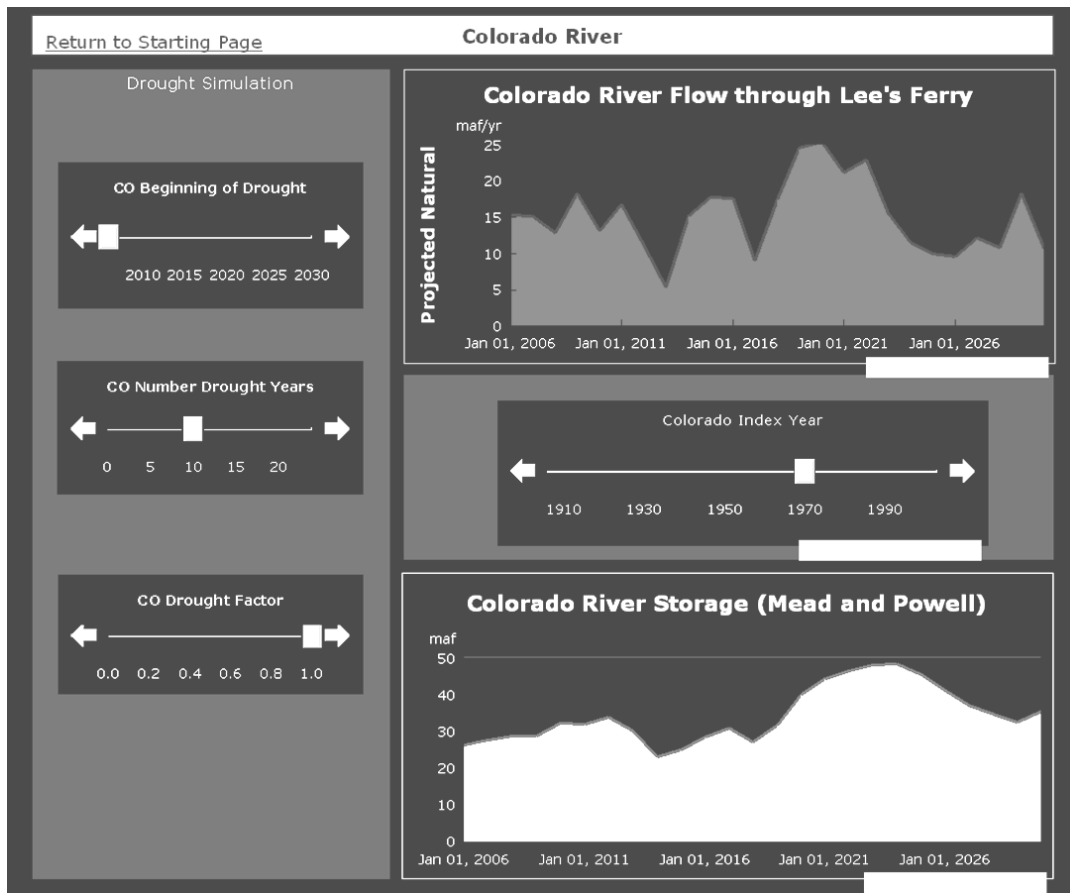 Return to Starting Page
Colorado River
Drought Simulation
CO Beginning of Drought
2010 2015 2020 2025 2030
CO Number Drought Years
0 5 10 15 20
CO Drought Factor
0.0 0.2 0.4 0.6 0.8 1.0
Colorado River Flow through Lee's Ferry
maf/yr
Projected Natural
25
20
15
10
5
0
Jan 01, 2006 Jan 01, 2011 Jan 01, 2016 Jan 01, 2021 Jan 01, 2026
Colorado Index Year
1910 1930 1950 1970 1990
Colorado River Storage (Mead and Powell)
maf
50
40
30
20
10
0
Jan 01, 2006 Jan 01, 2011 Jan 01, 2016 Jan 01, 2021 Jan 01, 2026